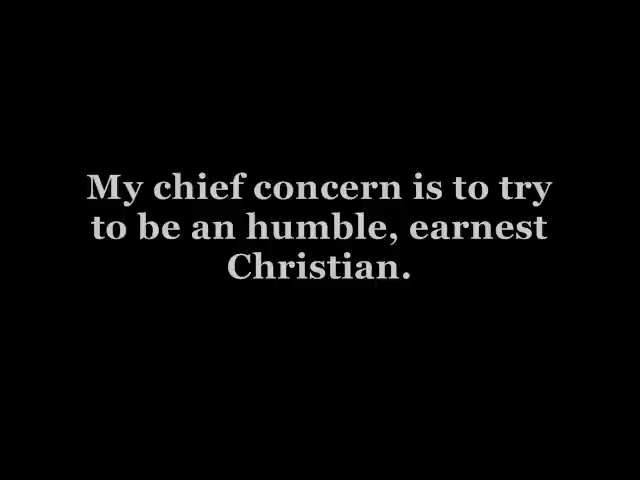 My chief concern is to try
to be an humble, earnest
Christian.